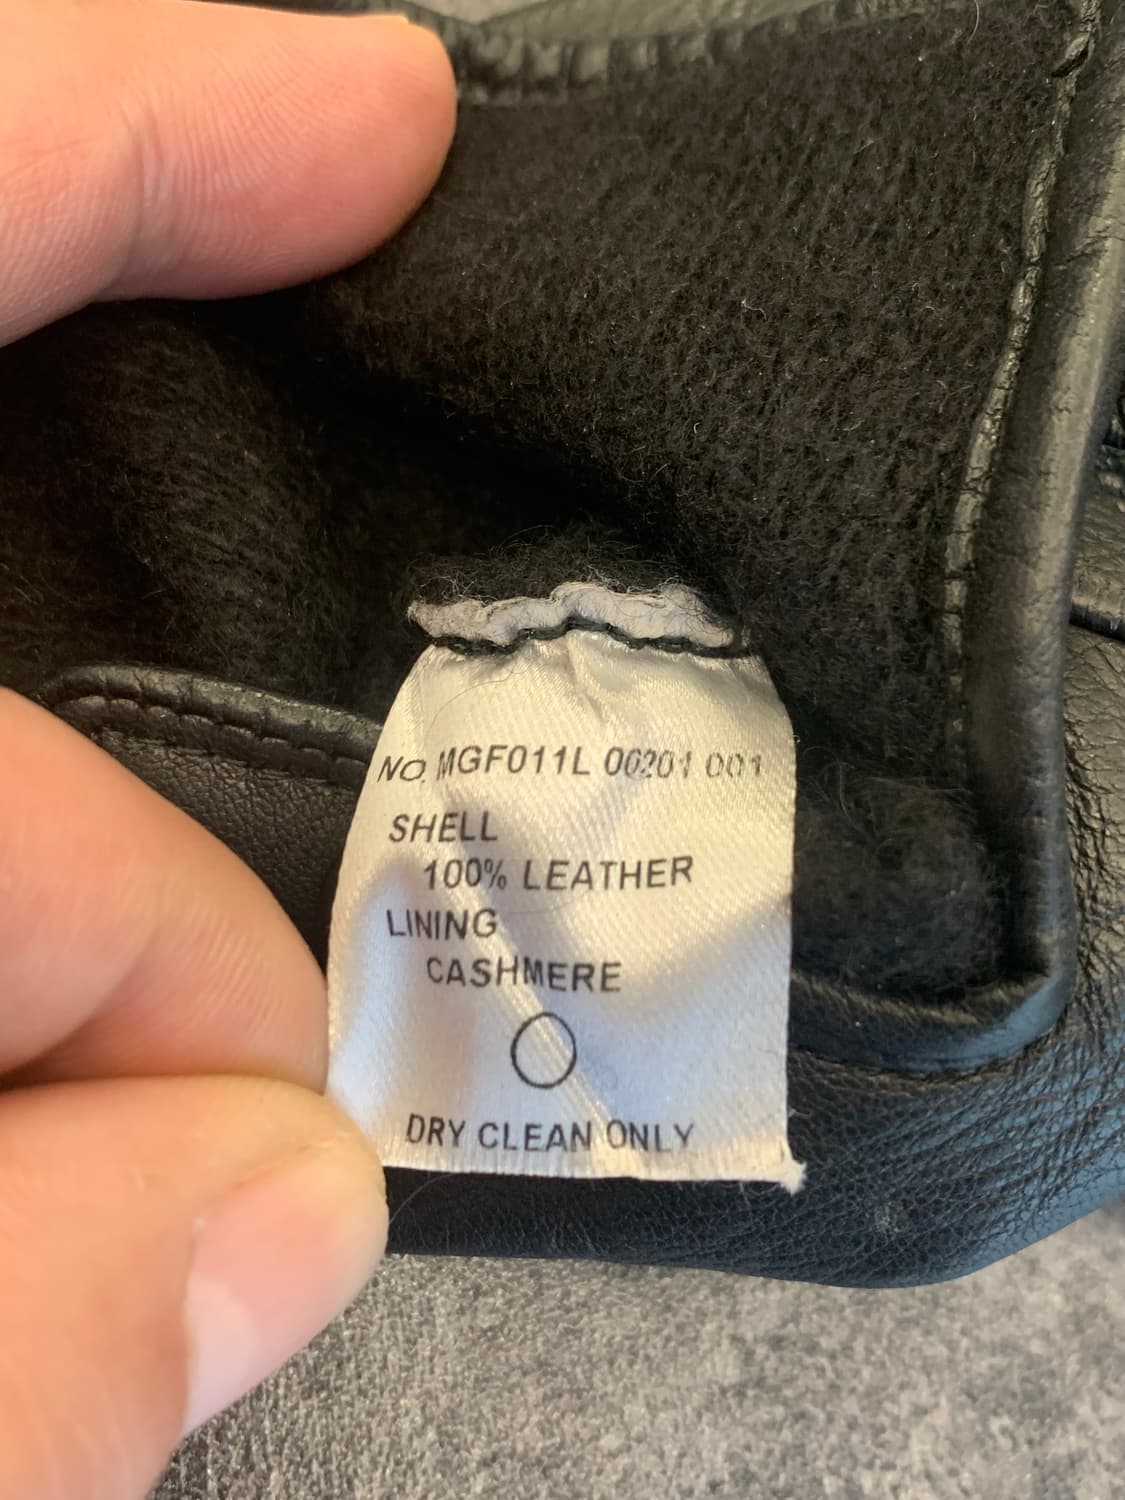 NO. MGF011L 00201 001
SHELL
100% LEATHER
LINING
CASHMERE
DRY CLEAN ONLY